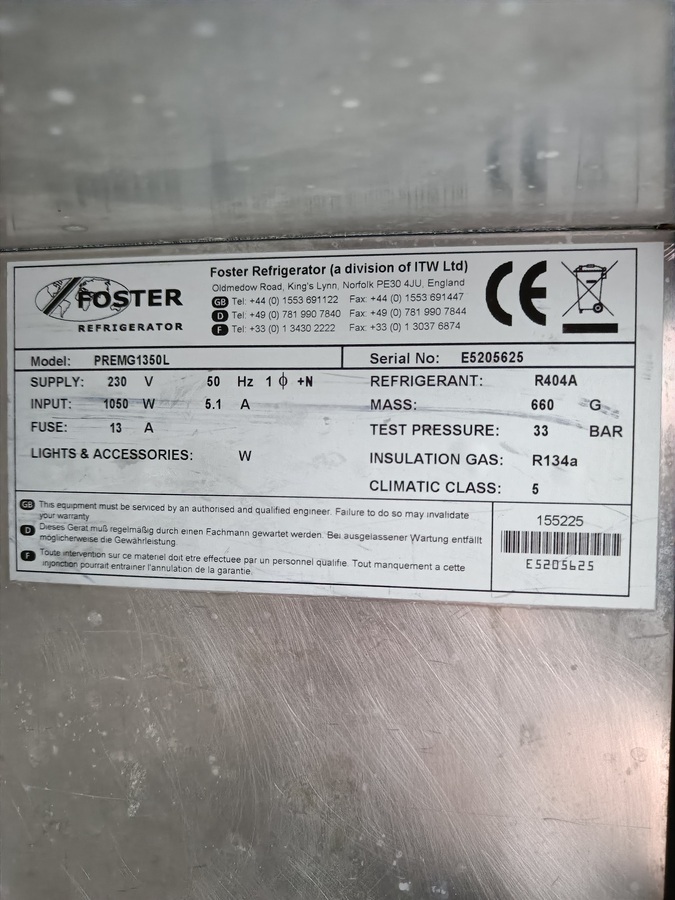 FOSTER
REFRIGERATOR
Foster Refrigerator (a division of ITW Ltd)
Oldmedow Road, King's Lynn, Norfolk PE30 4JU, England
GB Tel: +44 (0) 1553 691122 Fax: +44 (0) 1553 691447
D Tel: +49 (0) 781 990 7840 Fax: +49 (0) 781 990 7844
F Tel: +33 (0) 1 3430 2222 Fax: +33 (0) 1 3037 6874
CE
Model: PREMG1350L
Serial No: E5205625
SUPPLY: 230 V 50 Hz 1 ϕ +N
INPUT: 1050 W 5.1 A
FUSE: 13 A
LIGHTS & ACCESSORIES: W
REFRIGERANT: R404A
MASS: 660 G
TEST PRESSURE: 33 BAR
INSULATION GAS: R134a
CLIMATIC CLASS: 5
GB This equipment must be serviced by an authorised and qualified engineer. Failure to do so may invalidate
your warranty
D Dieses Gerät muß regelmäßig durch einen Fachmann gewartet werden. Bei ausgelassener Wartung entfällt
möglicherweise die Gewährleistung.
F Toute intervention sur ce materiel doit etre effectuee par un personnel qualifie. Tout manquement a cette
injonction pourrait entrainer l'annulation de la garantie.
155225
E5205625